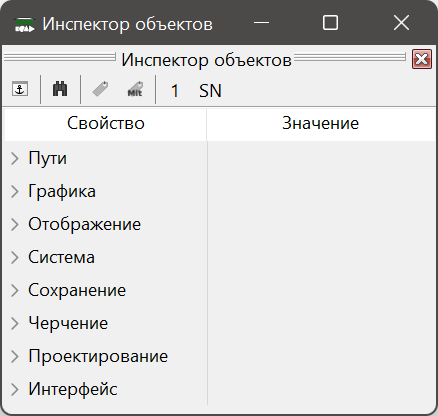 Инспектор объектов
Инспектор объектов
Mit 1 SN
Свойство Значение
Пути
Графика
Отображение
Система
Сохранение
Черчение
Проектирование
Интерфейс